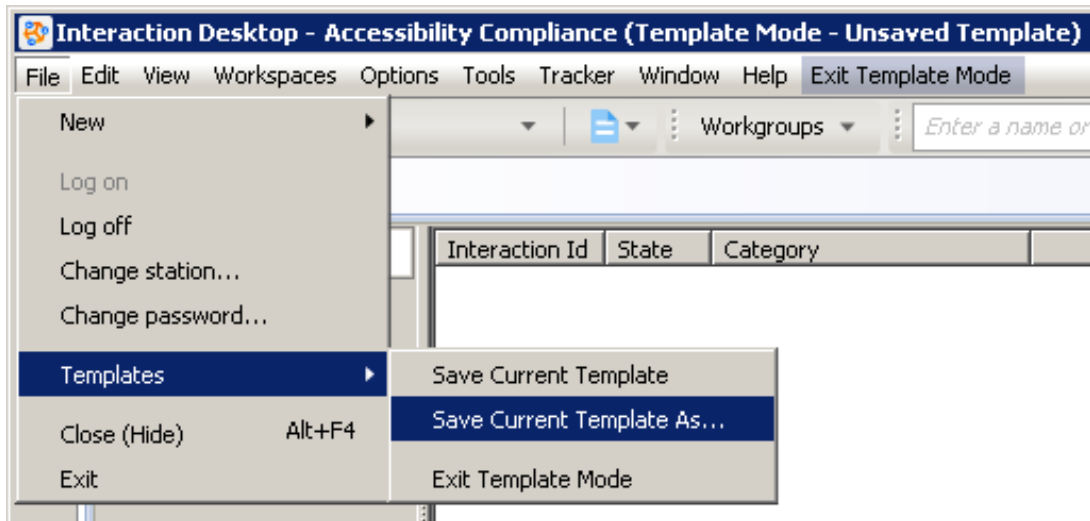 Interaction Desktop - Accessibility Compliance (Template Mode - Unsaved Template)
File Edit View Workspaces Options Tools Tracker Window Help Exit Template Mode
New
Workgroups
Enter a name or
Log on
Log off
Change station...
Change password...
Interaction Id State Category
Templates
Save Current Template
Save Current Template As...
Exit Template Mode
Close (Hide) Alt+F4
Exit